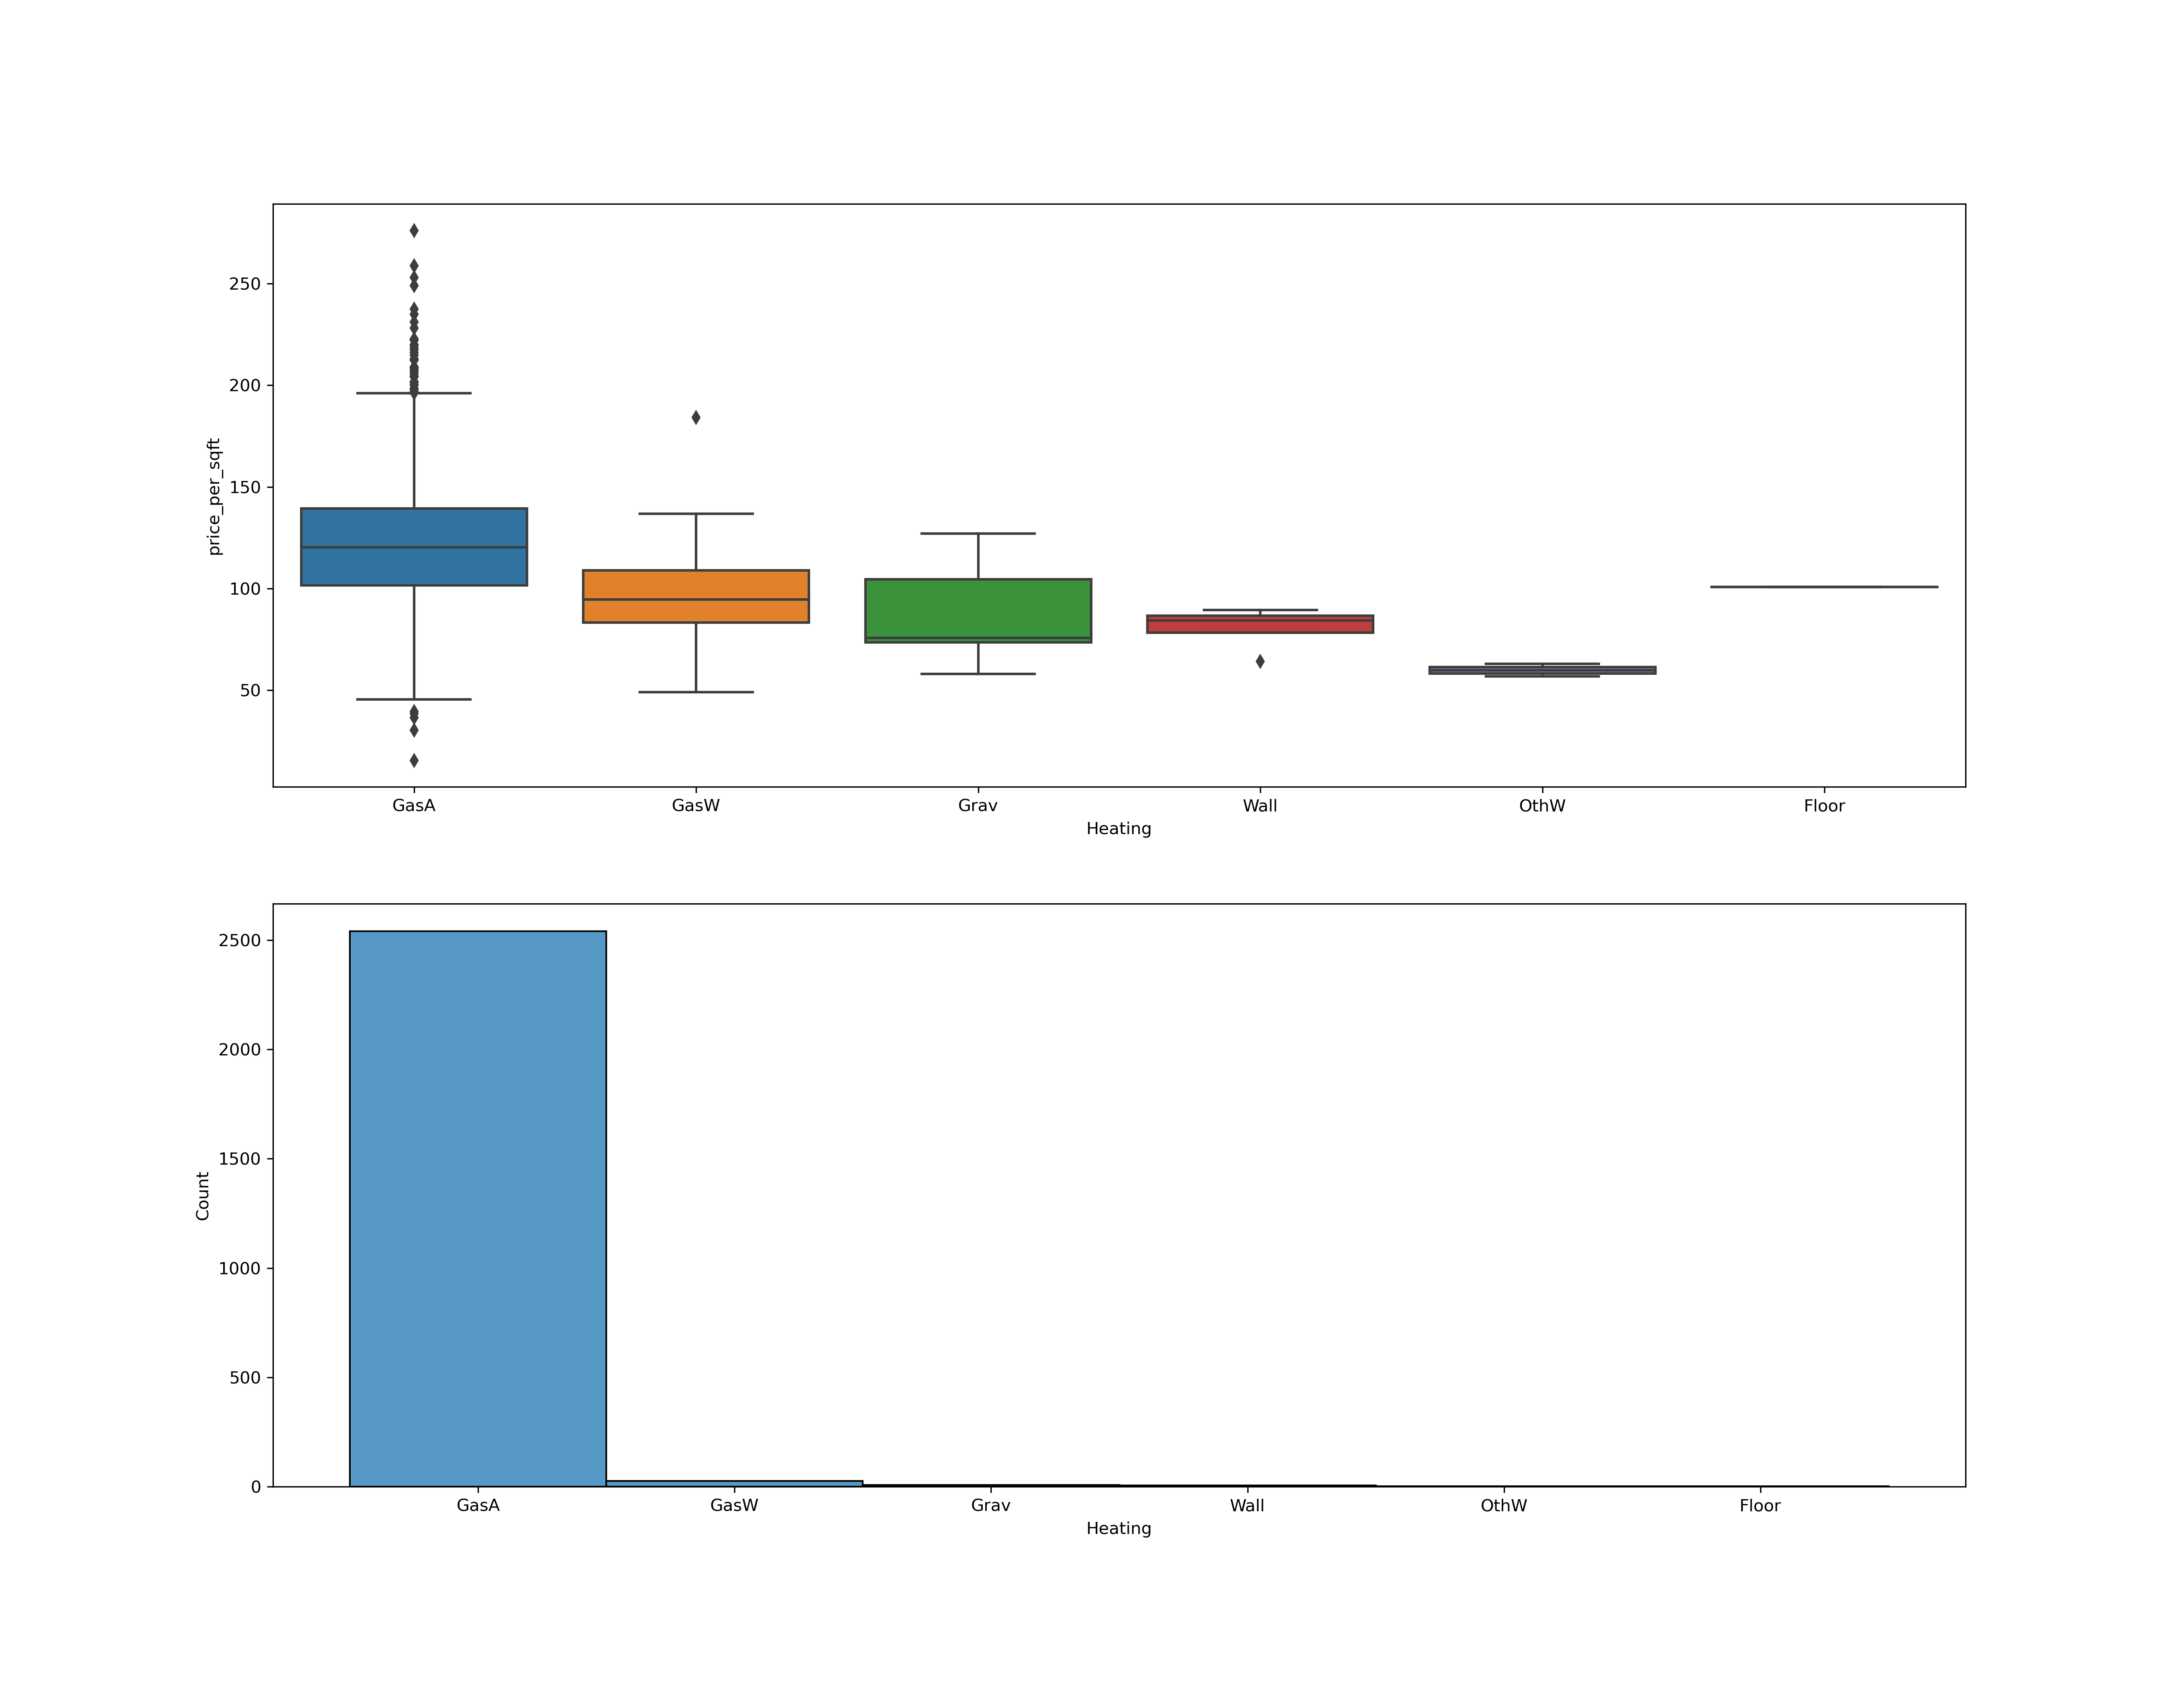 price_per_sqft
250
200
150
100
50
GasA GasW Grav Wall OthW Floor
Heating
Count
2500
2000
1500
1000
500
0
GasA GasW Grav Wall OthW Floor
Heating